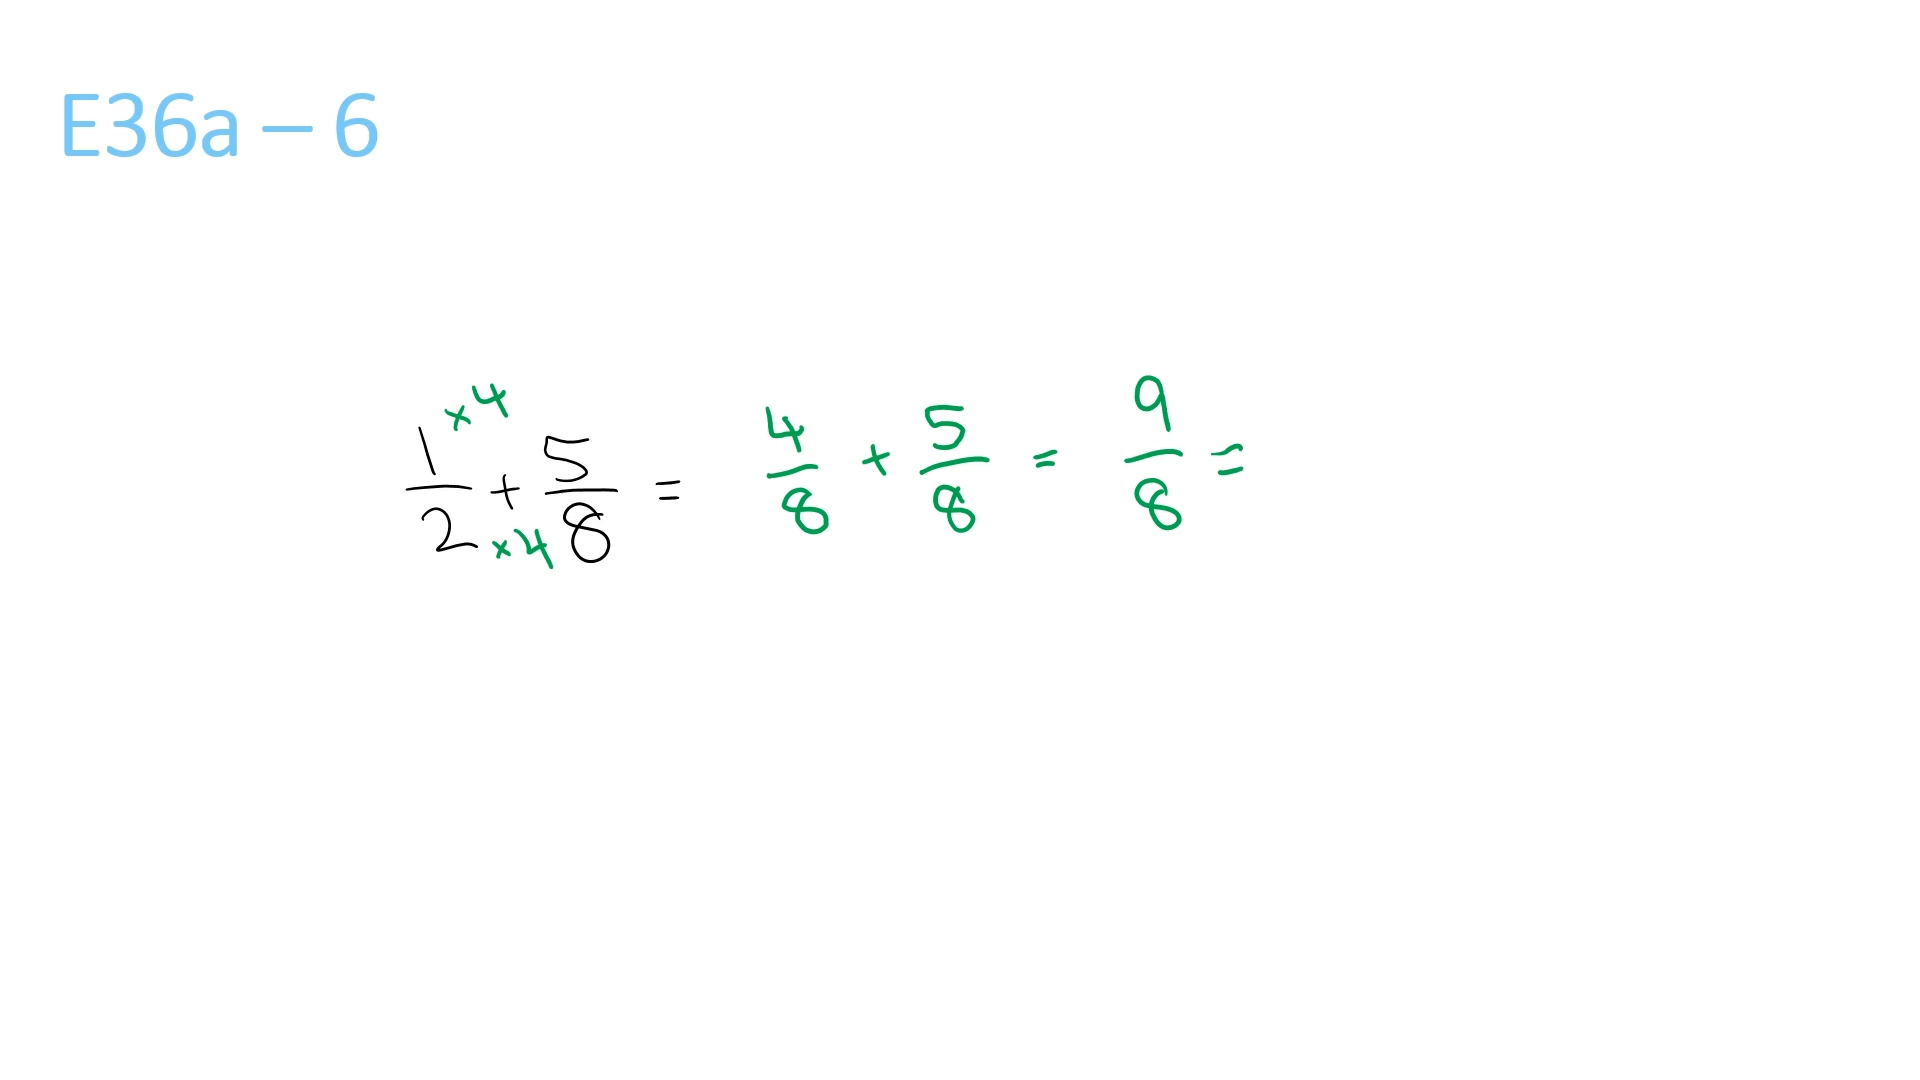 E36a – 6
1×4/2×4 + 5/8 = 4/8 + 5/8 = 9/8 =